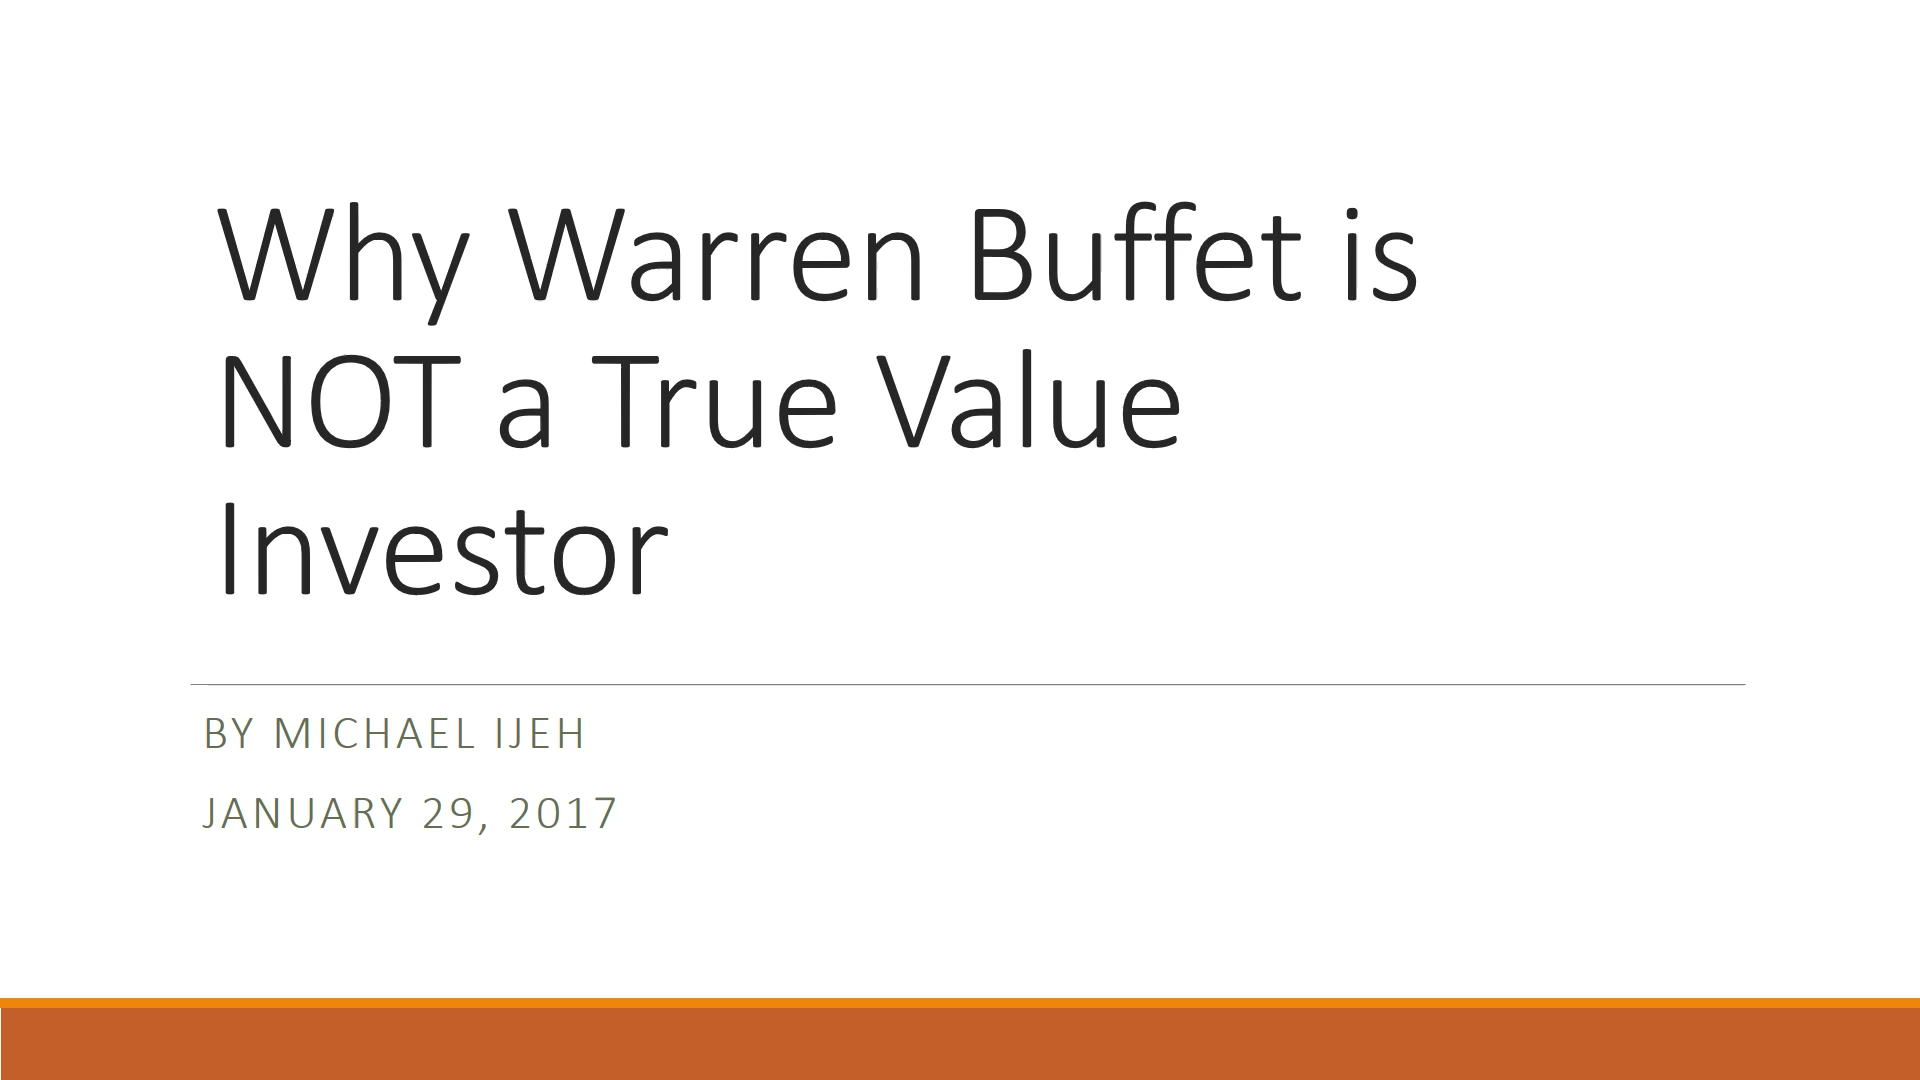 Why Warren Buffet is
NOT a True Value
Investor
BY MICHAEL IJEH
JANUARY 29, 2017